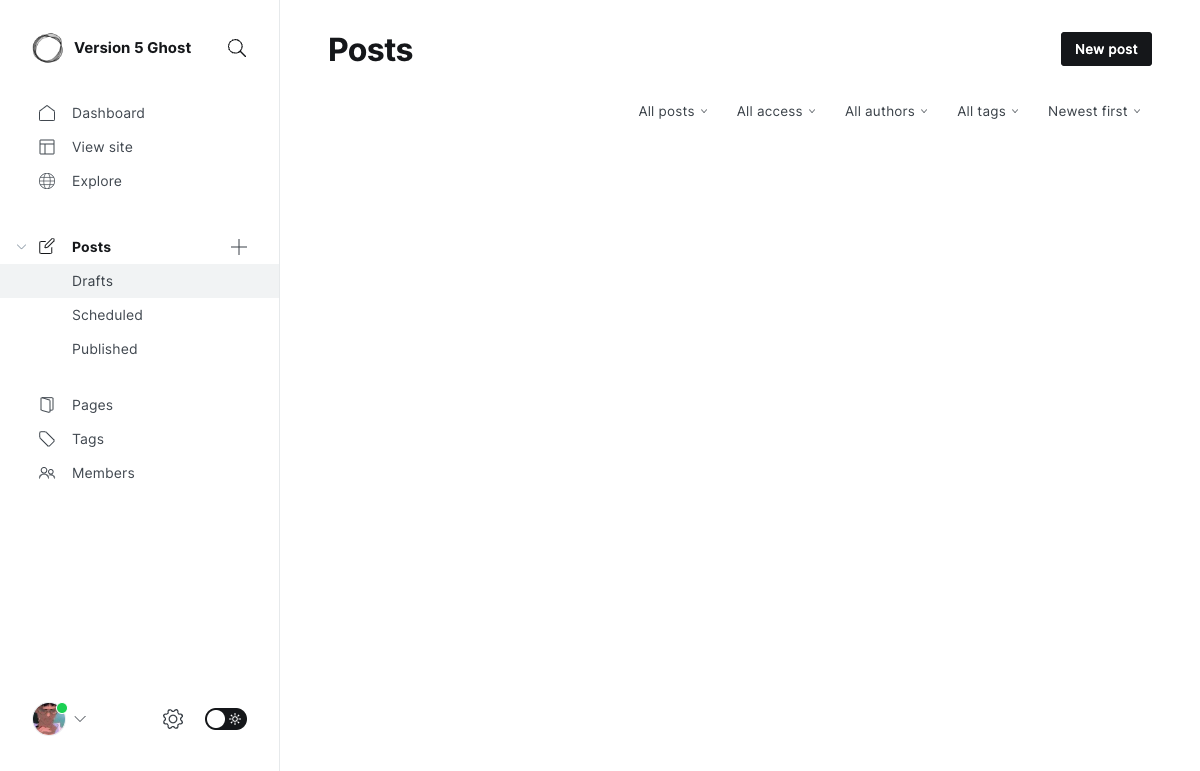 Version 5 Ghost
Dashboard
View site
Explore
Posts
Drafts
Scheduled
Published
Pages
Tags
Members
Posts
New post
All posts
All access
All authors
All tags
Newest first